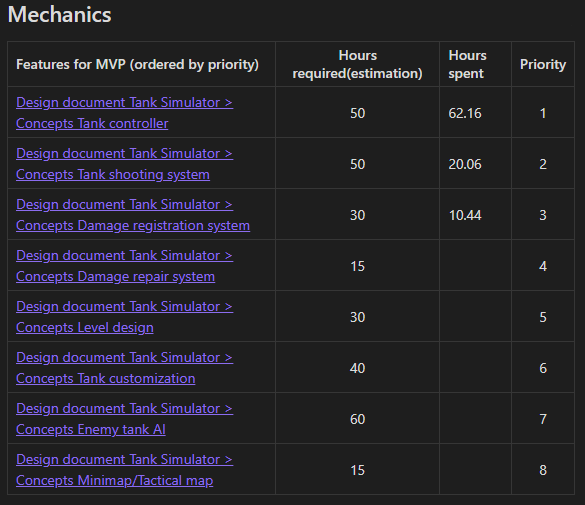 Mechanics
Features for MVP (ordered by priority)
Hours
required(estimation)
Hours
spent
Priority
Design document Tank Simulator >
Concepts Tank controller
50
62.16
1
Design document Tank Simulator >
Concepts Tank shooting system
50
20.06
2
Design document Tank Simulator >
Concepts Damage registration system
30
10.44
3
Design document Tank Simulator >
Concepts Damage repair system
15
4
Design document Tank Simulator >
Concepts Level design
30
5
Design document Tank Simulator >
Concepts Tank customization
40
6
Design document Tank Simulator >
Concepts Enemy tank AI
60
7
Design document Tank Simulator >
Concepts Minimap/Tactical map
15
8